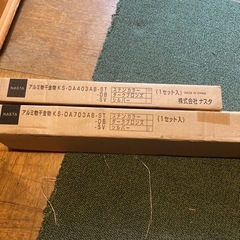 NASTA アルミ物干金物 KS-DA403AB-ST ステンカラー (1セット入)
-DB ダークブロンズ MADE IN CHINA
-SV シルバー 株式会社 ナスタ
NASTA アルミ物干金物 KS-DA703AB-ST ステンカラー (1セット入)
-DB ダークブロンズ
-SV シルバー